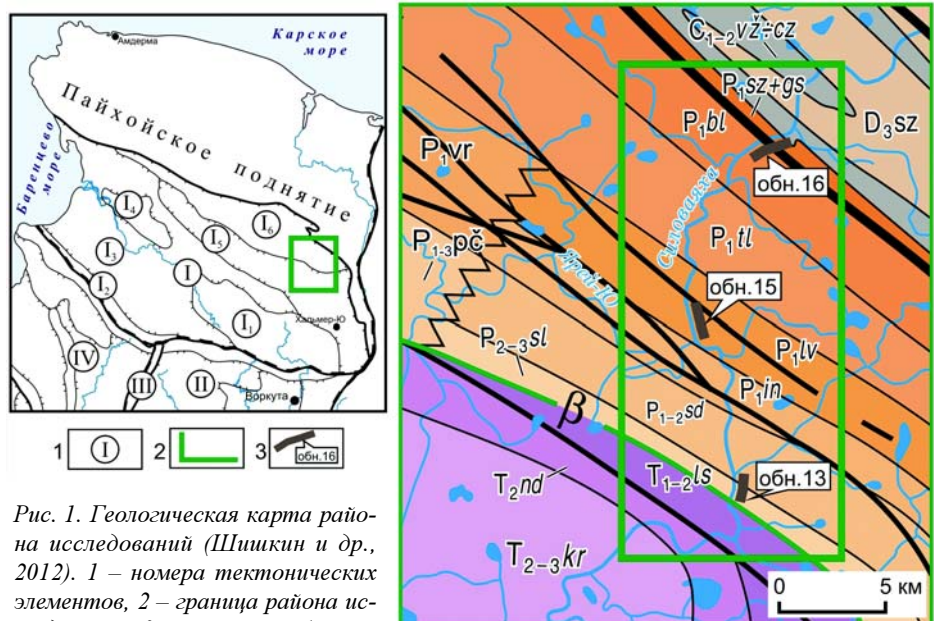 Амдерма
Карское
море
Пайхойское поднятие
Баренцево
море
I₄
I₅
I₆
I₃
I
I₂
I₁
Хальмер-Ю
IV
III
II
Воркута
1 I 2 3 обн.16
Рис. 1. Геологическая карта райо-
на исследований (Шишкин и др.,
2012). 1 – номера тектонических
элементов, 2 – граница района ис-
C₁₋₂vž÷cz
P₁sz+gs
D₃sz
P₁bl
P₁vr
обн.16
Силоваяха
P₁tl
P₁₋₃pč
Ярей-Ю
обн.15
P₂₋₃sl
P₁lv
P₁in
β
P₁₋₂sd
T₁₋₂ls
обн.13
T₂nd
T₂₋₃kr
0 5 км